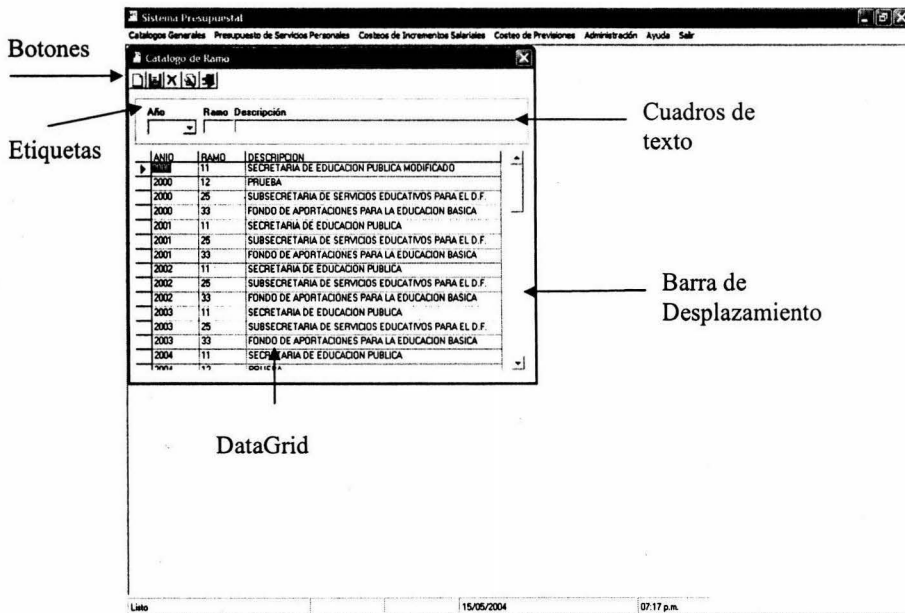 Sistema Presupuestal
Catalogos Generales Presupuesto de Servicios Personales Costeos de Incrementos Salariales Costeo de Previsiones Administración Ayuda Salir
Botones
Catalogo de Ramo
Etiquetas
Año Ramo Descripción
Cuadros de texto
ANIO RAMO DESCRIPCION
11 SECRETARIA DE EDUCACION PUBLICA MODIFICADO
2000 12 PRUEBA
2000 25 SUBSECRETARIA DE SERVICIOS EDUCATIVOS PARA EL D.F.
2000 33 FONDO DE APORTACIONES PARA LA EDUCACION BASICA
2001 11 SECRETARIA DE EDUCACION PUBLICA
2001 25 SUBSECRETARIA DE SERVICIOS EDUCATIVOS PARA EL D.F.
2001 33 FONDO DE APORTACIONES PARA LA EDUCACION BASICA
2002 11 SECRETARIA DE EDUCACION PUBLICA
2002 25 SUBSECRETARIA DE SERVICIOS EDUCATIVOS PARA EL D.F.
2002 33 FONDO DE APORTACIONES PARA LA EDUCACION BASICA
2003 11 SECRETARIA DE EDUCACION PUBLICA
2003 25 SUBSECRETARIA DE SERVICIOS EDUCATIVOS PARA EL D.F.
2003 33 FONDO DE APORTACIONES PARA LA EDUCACION BASICA
2004 11 SECRETARIA DE EDUCACION PUBLICA
2004 12 PRUEBA
Barra de
Desplazamiento
DataGrid
Listo 15/05/2004 07:17 p.m.